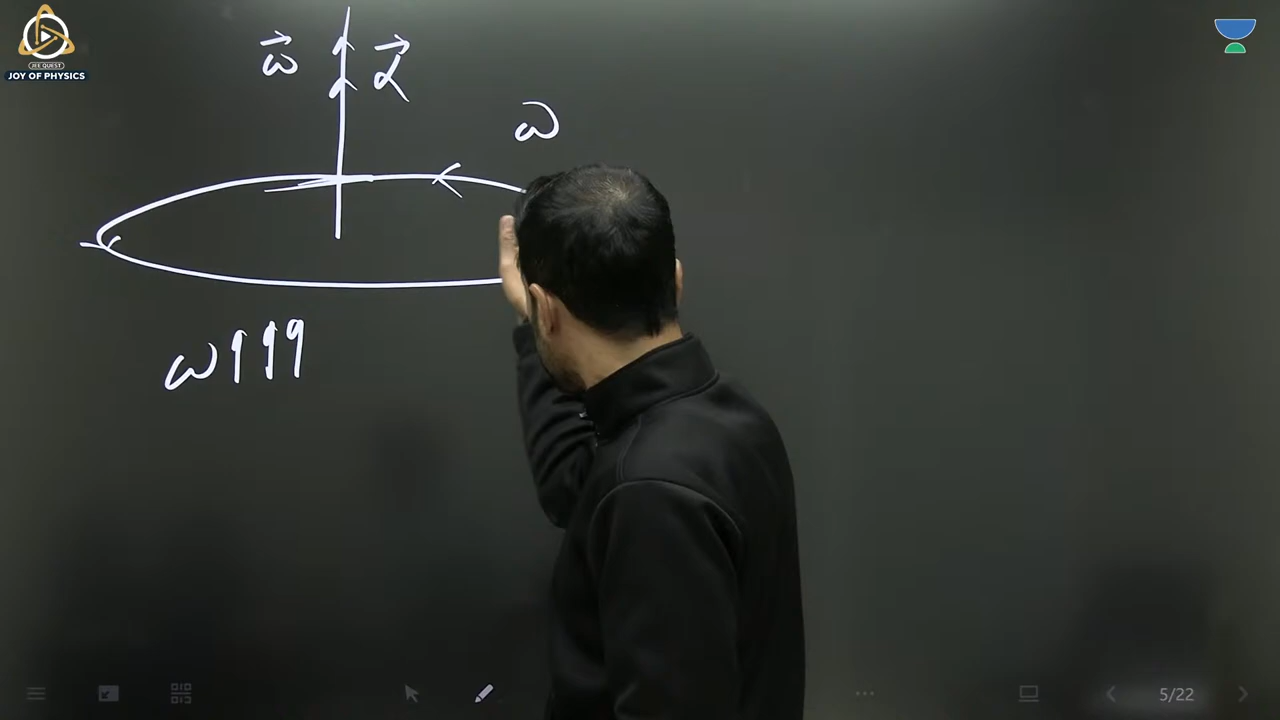 JEE QUEST
JOY OF PHYSICS
ω⃗ α⃗
ω
ω↑↑↑
5/22